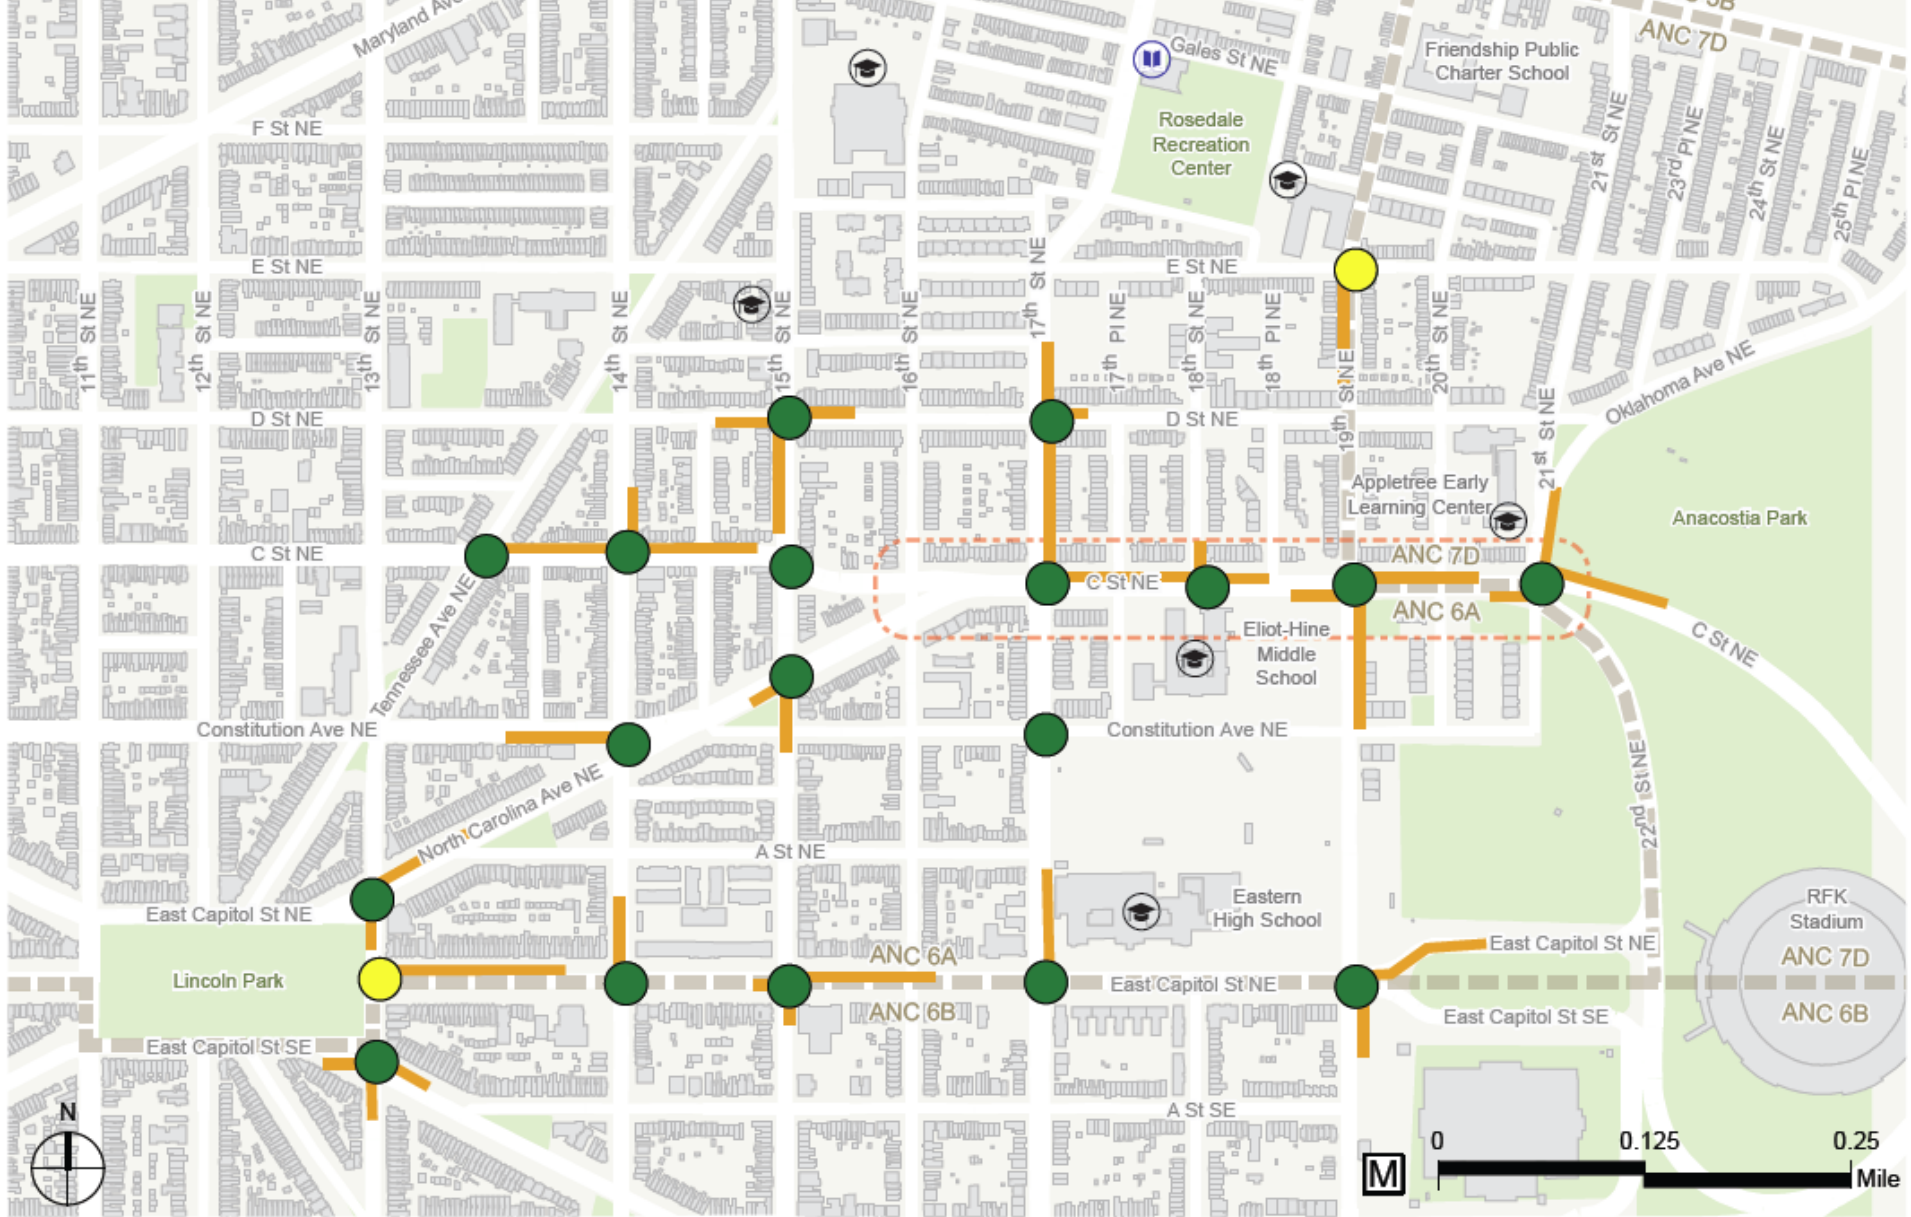 Maryland Ave
ANC 5B
ANC 7D
Gales St NE
Friendship Public
Charter School
Rosedale
Recreation
Center
F St NE
21st St NE
23rd Pl NE
24th St NE
25th Pl NE
E St NE
E St NE
11th St NE
12th St NE
13th St NE
14th St NE
15th St NE
16th St NE
17th St NE
17th Pl NE
18th St NE
18th Pl NE
19th St NE
20th St NE
21st St NE
Oklahoma Ave NE
D St NE
D St NE
Appletree Early
Learning Center
Anacostia Park
C St NE
ANC 7D
C St NE
ANC 6A
Tennessee Ave NE
Eliot-Hine
Middle
School
C St NE
Constitution Ave NE
Constitution Ave NE
22nd St NE
North Carolina Ave NE
A St NE
East Capitol St NE
Eastern
High School
RFK
Stadium
ANC 6A
East Capitol St NE
ANC 7D
Lincoln Park
East Capitol St NE
ANC 6B
East Capitol St SE
ANC 6B
East Capitol St SE
A St SE
N
M
0 0.125 0.25
Mile